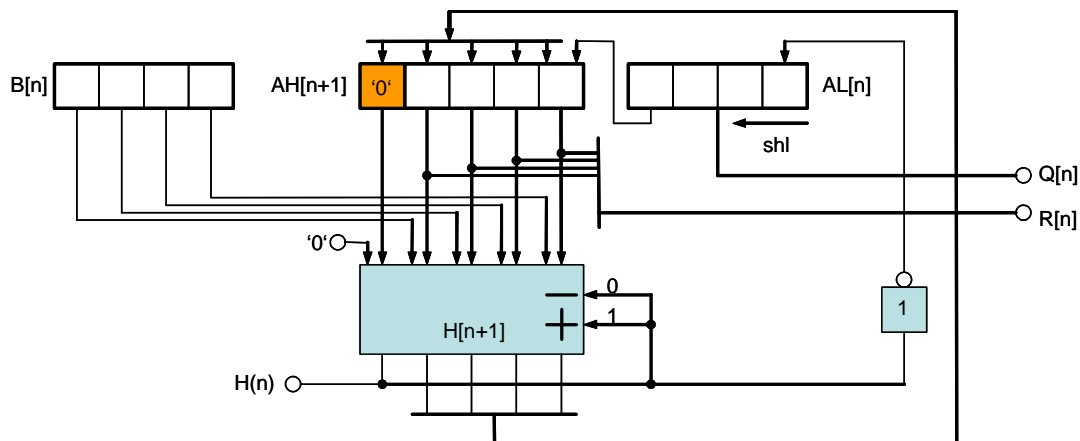 B[n]
AH[n+1]
'0'
AL[n]
shl
Q[n]
R[n]
'0'
0
1
H[n+1]
1
H(n)